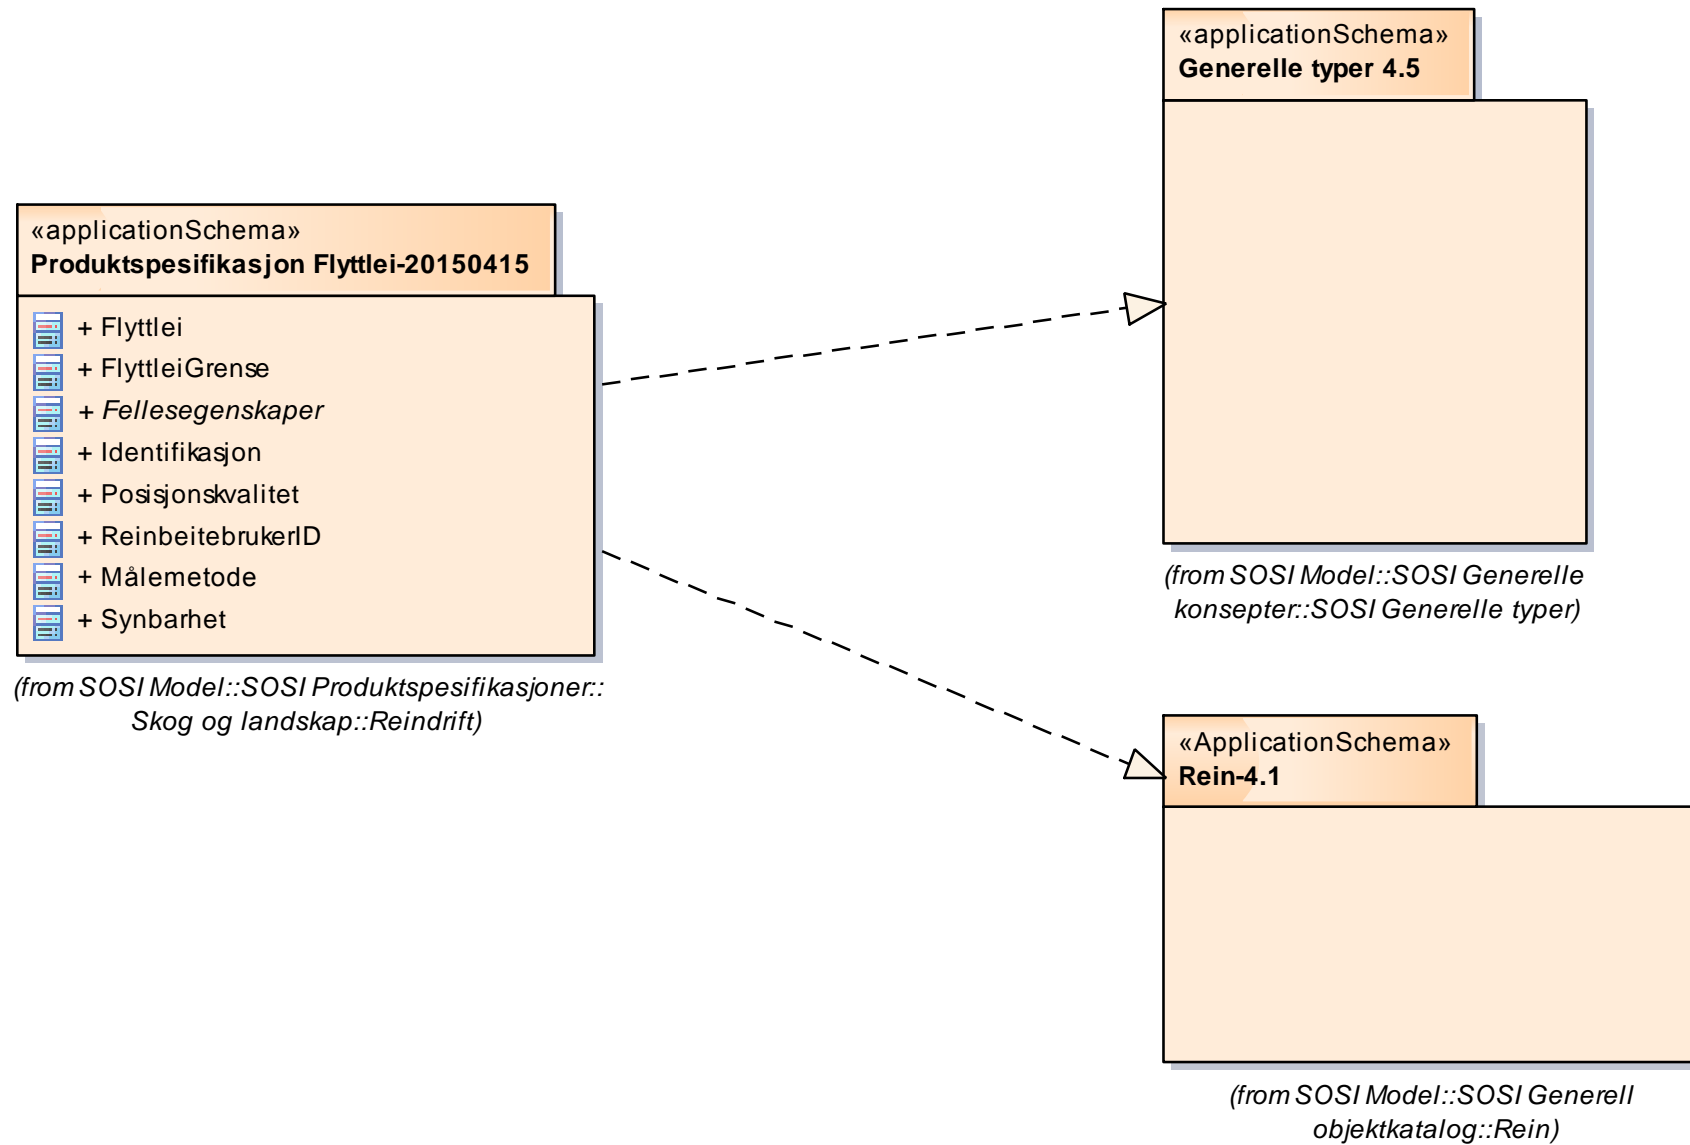 «applicationSchema»
Generelle typer 4.5
(from SOSI Model::SOSI Generelle
konsepter::SOSI Generelle typer)
«applicationSchema»
Produktspesifikasjon Flyttlei-20150415
+ Flyttlei
+ FlyttleiGrense
+ Fellesegenskaper
+ Identifikasjon
+ Posisjonskvalitet
+ ReinbeitebrukerID
+ Målemetode
+ Synbarhet
(from SOSI Model::SOSI Produktspesifikasjoner::
Skog og landskap::Reindrift)
«ApplicationSchema»
Rein-4.1
(from SOSI Model::SOSI Generell
objektkatalog::Rein)